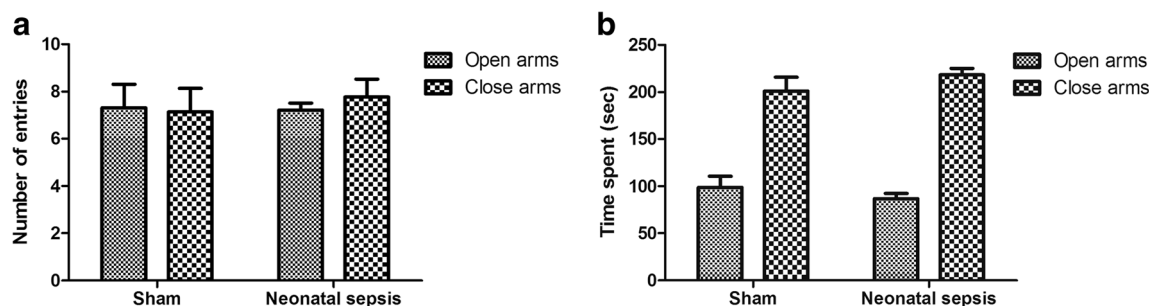 a
Number of entries
10
8
6
4
2
0
Sham
Neonatal sepsis
Open arms
Close arms
b
Time spent (sec)
250
200
150
100
50
0
Sham
Neonatal sepsis
Open arms
Close arms